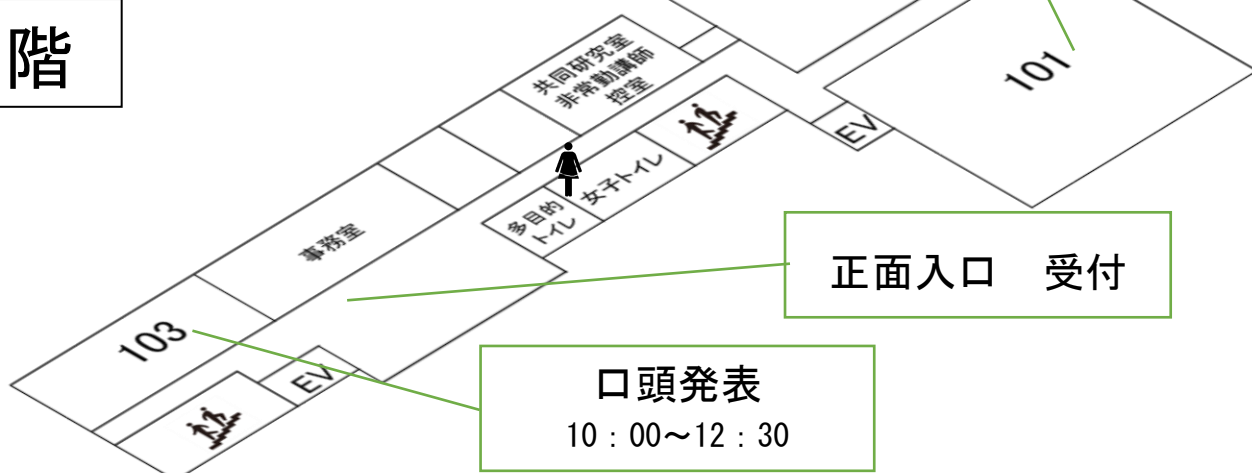 階
共同研究室
非常勤講師
控室
101
EV
女子トイレ
多目的
トイレ
事務室
正面入口　受付
103
EV
口頭発表
10：00～12：30